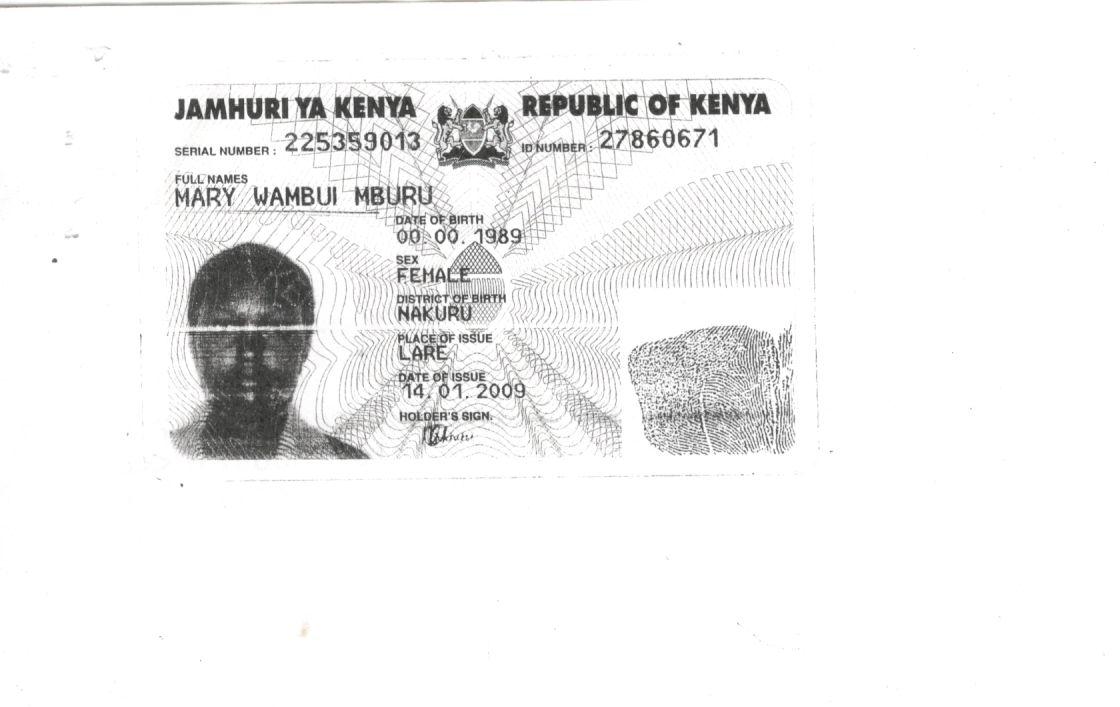 JAMHURI YA KENYA REPUBLIC OF KENYA
SERIAL NUMBER : 225359013 ID NUMBER : 27860671
FULL NAMES
MARY WAMBUI MBURU
DATE OF BIRTH
00. 00. 1989
SEX
FEMALE
DISTRICT OF BIRTH
NAKURU
PLACE OF ISSUE
LARE
DATE OF ISSUE
14. 01. 2009
HOLDER'S SIGN.